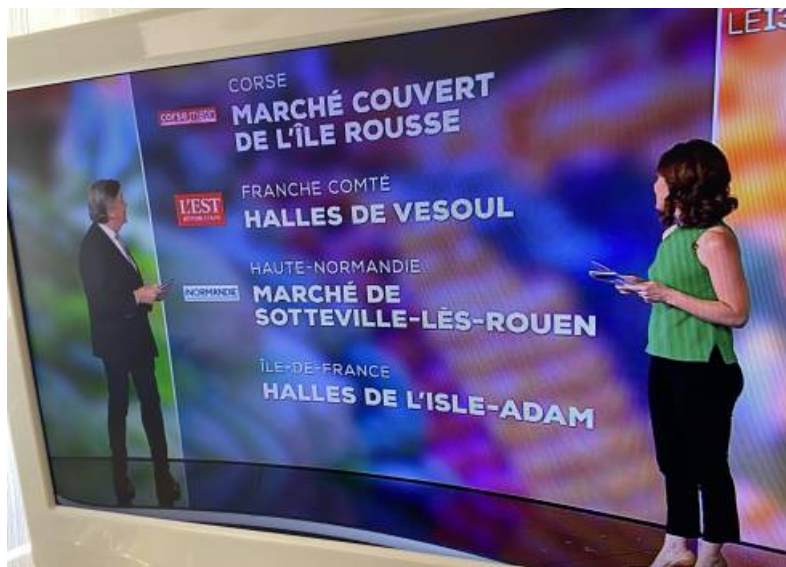 LE13
CORSE
corse matin
MARCHÉ COUVERT
DE L'ÎLE ROUSSE
FRANCHE COMTÉ
L'EST
HALLES DE VESOUL
HAUTE-NORMANDIE
NORMANDIE
MARCHÉ DE
SOTTEVILLE-LÈS-ROUEN
ÎLE-DE-FRANCE
HALLES DE L'ISLE-ADAM